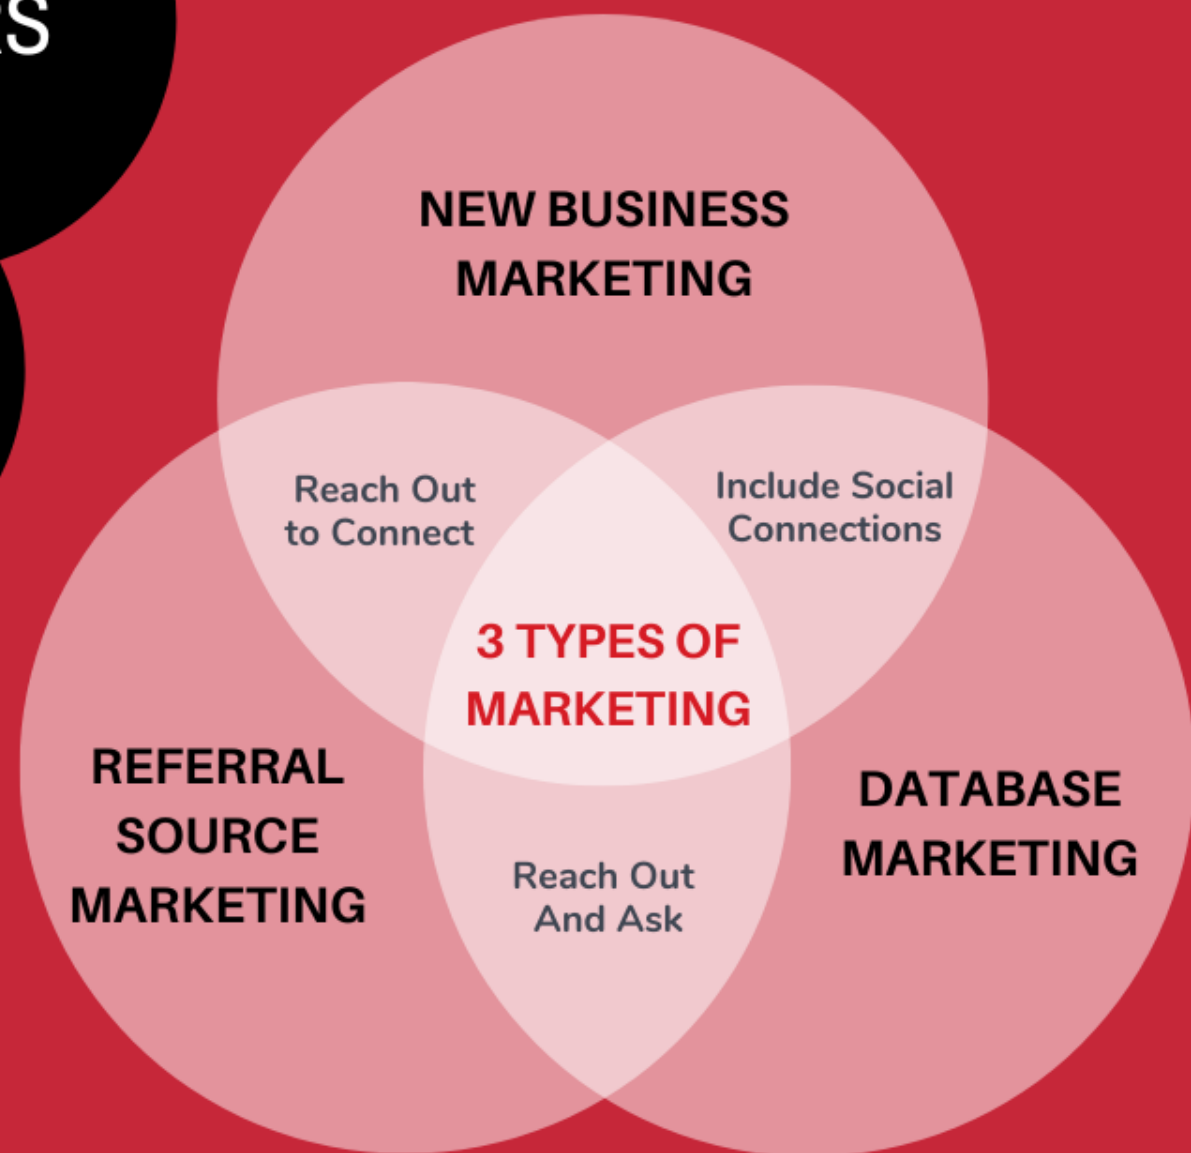 NEW BUSINESS
MARKETING
Reach Out
to Connect
Include Social
Connections
3 TYPES OF
MARKETING
REFERRAL
SOURCE
MARKETING
DATABASE
MARKETING
Reach Out
And Ask